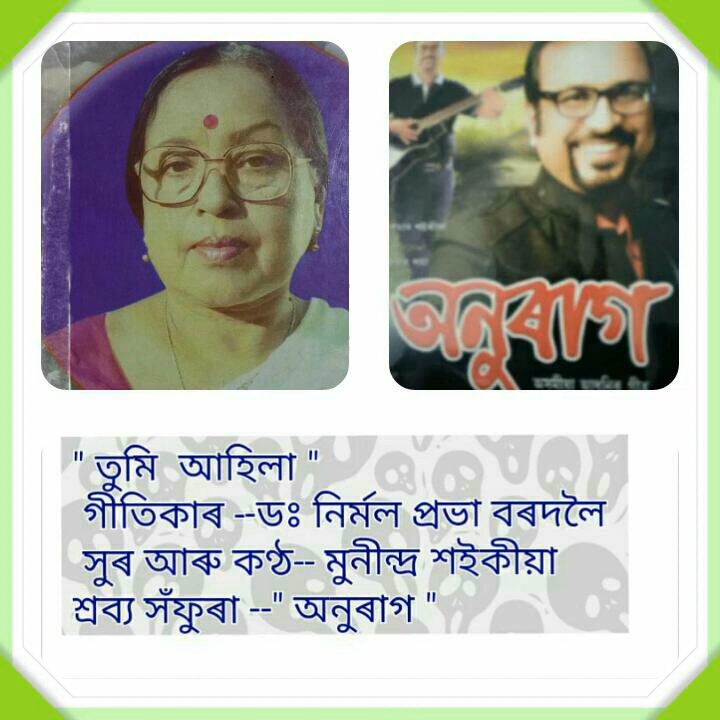 অনুৰাগ
" তুমি আহিলা "
গীতিকাৰ --ডঃ নিৰ্মল প্ৰভা বৰদলৈ
সুৰ আৰু কণ্ঠ-- মুনীন্দ্ৰ শইকীয়া
শ্ৰব্য সঁফুৰা --" অনুৰাগ "